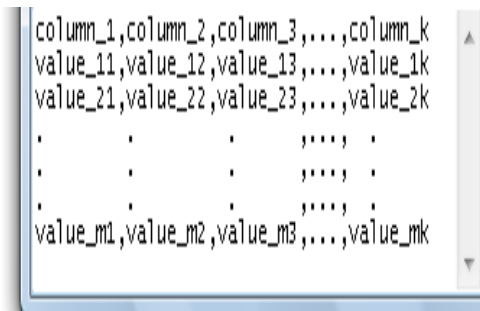 column_1,column_2,column_3,...,column_k
value_11,value_12,value_13,...,value_1k
value_21,value_22,value_23,...,value_2k
. . . ,..., .
. . . ,..., .
. . . ,..., .
value_m1,value_m2,value_m3,...,value_mk